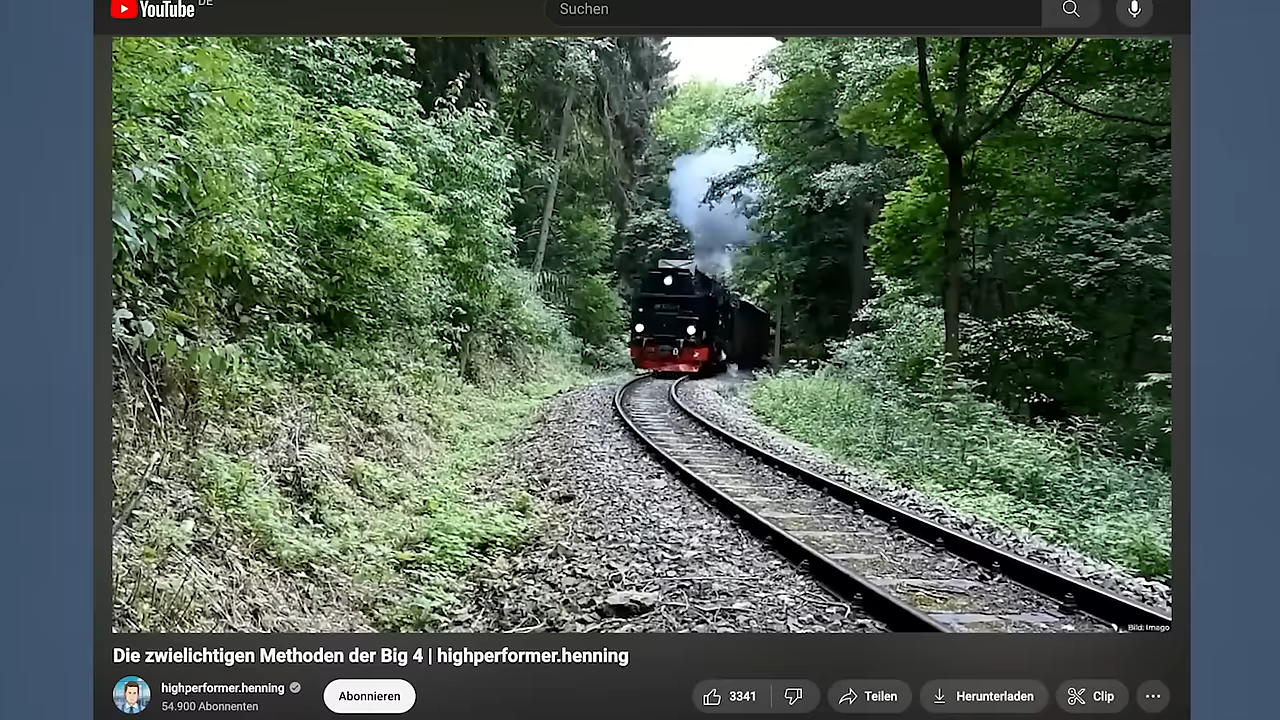 YouTube
DE
Suchen
Bild: Imago
Die zwielichtigen Methoden der Big 4 | highperformer.henning
highperformer.henning
54.900 Abonnenten
Abonnieren
3341
Teilen
Herunterladen
Clip